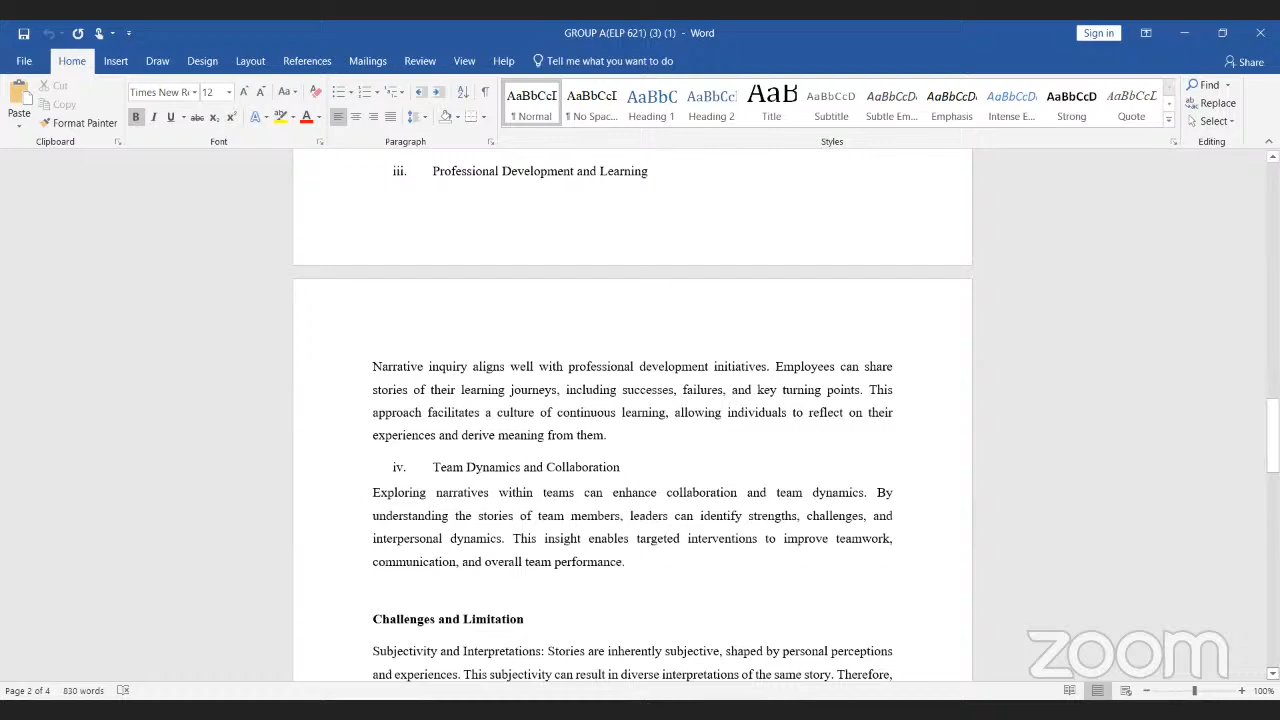 GROUP A(ELP 621) (3) (1) - Word
Sign in
File Home Insert Draw Design Layout References Mailings Review View Help Tell me what you want to do Share
Paste
Cut
Copy
Format Painter
Clipboard
Times New Ro 12 Aa
B I U abc x₂ x² A A
Font
Paragraph
AaBbCcI AaBbCcI AaBbC AaBbCc AaB AaBbCcD AaBbCcD AaBbCcD AaBbCcD AaBbCcD AaBbCcD
¶ Normal ¶ No Spac... Heading 1 Heading 2 Title Subtitle Subtle Em... Emphasis Intense E... Strong Quote
Styles
Find
Replace
Select
Editing
iii. Professional Development and Learning
Narrative inquiry aligns well with professional development initiatives. Employees can share
stories of their learning journeys, including successes, failures, and key turning points. This
approach facilitates a culture of continuous learning, allowing individuals to reflect on their
experiences and derive meaning from them.
iv. Team Dynamics and Collaboration
Exploring narratives within teams can enhance collaboration and team dynamics. By
understanding the stories of team members, leaders can identify strengths, challenges, and
interpersonal dynamics. This insight enables targeted interventions to improve teamwork,
communication, and overall team performance.
Challenges and Limitation
Subjectivity and Interpretations: Stories are inherently subjective, shaped by personal perceptions
and experiences. This subjectivity can result in diverse interpretations of the same story. Therefore,
zoom
Page 2 of 4 830 words
100%